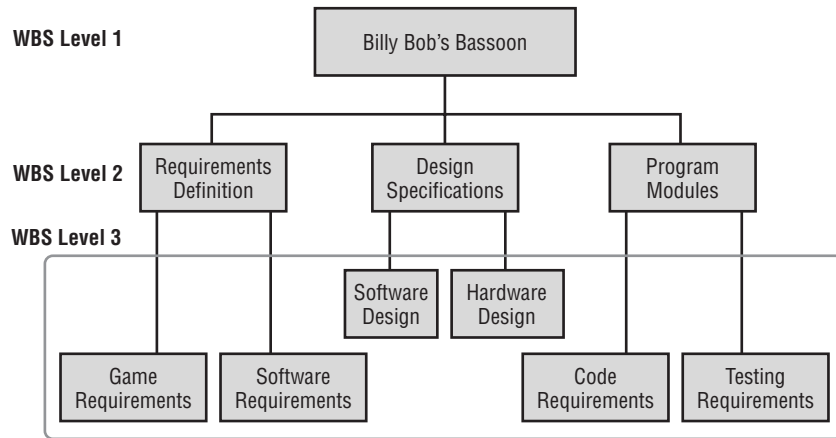 WBS Level 1
Billy Bob's Bassoon
WBS Level 2
Requirements
Definition
Design
Specifications
Program
Modules
WBS Level 3
Software
Design
Hardware
Design
Game
Requirements
Software
Requirements
Code
Requirements
Testing
Requirements